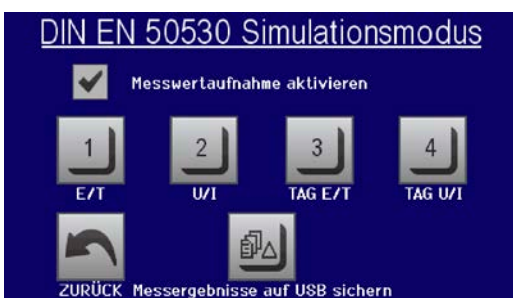 DIN EN 50530 Simulationsmodus
Messwertaufnahme aktivieren
1 2 3 4
E/T U/I TAG E/T TAG U/I
ZURÜCK Messergebnisse auf USB sichern